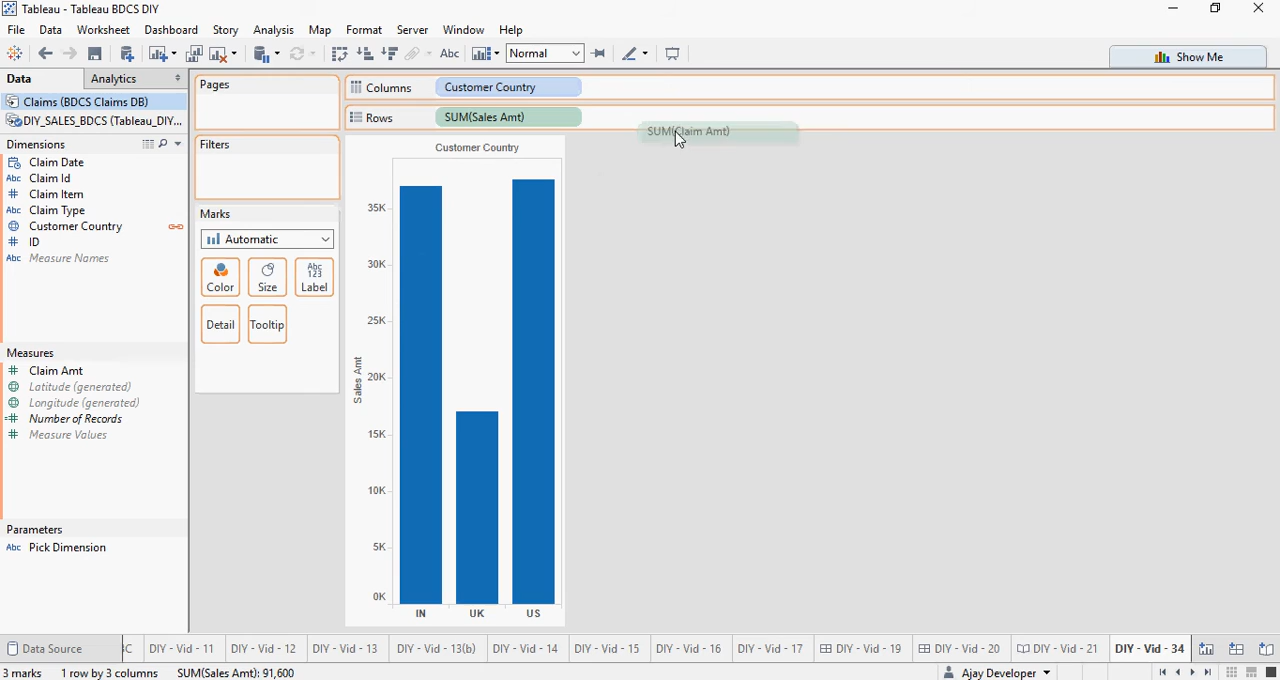 Tableau - Tableau BDCS DIY
File Data Worksheet Dashboard Story Analysis Map Format Server Window Help
Abc Normal Show Me
Data Analytics
Claims (BDCS Claims DB)
DIY_SALES_BDCS (Tableau_DIY...
Dimensions
Claim Date
Abc Claim Id
Claim Item
Abc Claim Type
Customer Country
ID
Abc Measure Names
Measures
Claim Amt
Latitude (generated)
Longitude (generated)
Number of Records
Measure Values
Parameters
Abc Pick Dimension
Pages
Filters
Marks
Automatic
Color Size Abc 123 Label
Detail Tooltip
Columns Customer Country
Rows SUM(Sales Amt)
SUM(Claim Amt)
Customer Country
Sales Amt
35K
30K
25K
20K
15K
10K
5K
0K
IN UK US
Data Source C DIY - Vid - 11 DIY - Vid - 12 DIY - Vid - 13 DIY - Vid - 13(b) DIY - Vid - 14 DIY - Vid - 15 DIY - Vid - 16 DIY - Vid - 17 DIY - Vid - 19 DIY - Vid - 20 DIY - Vid - 21 DIY - Vid - 34
3 marks 1 row by 3 columns SUM(Sales Amt): 91,600 Ajay Developer